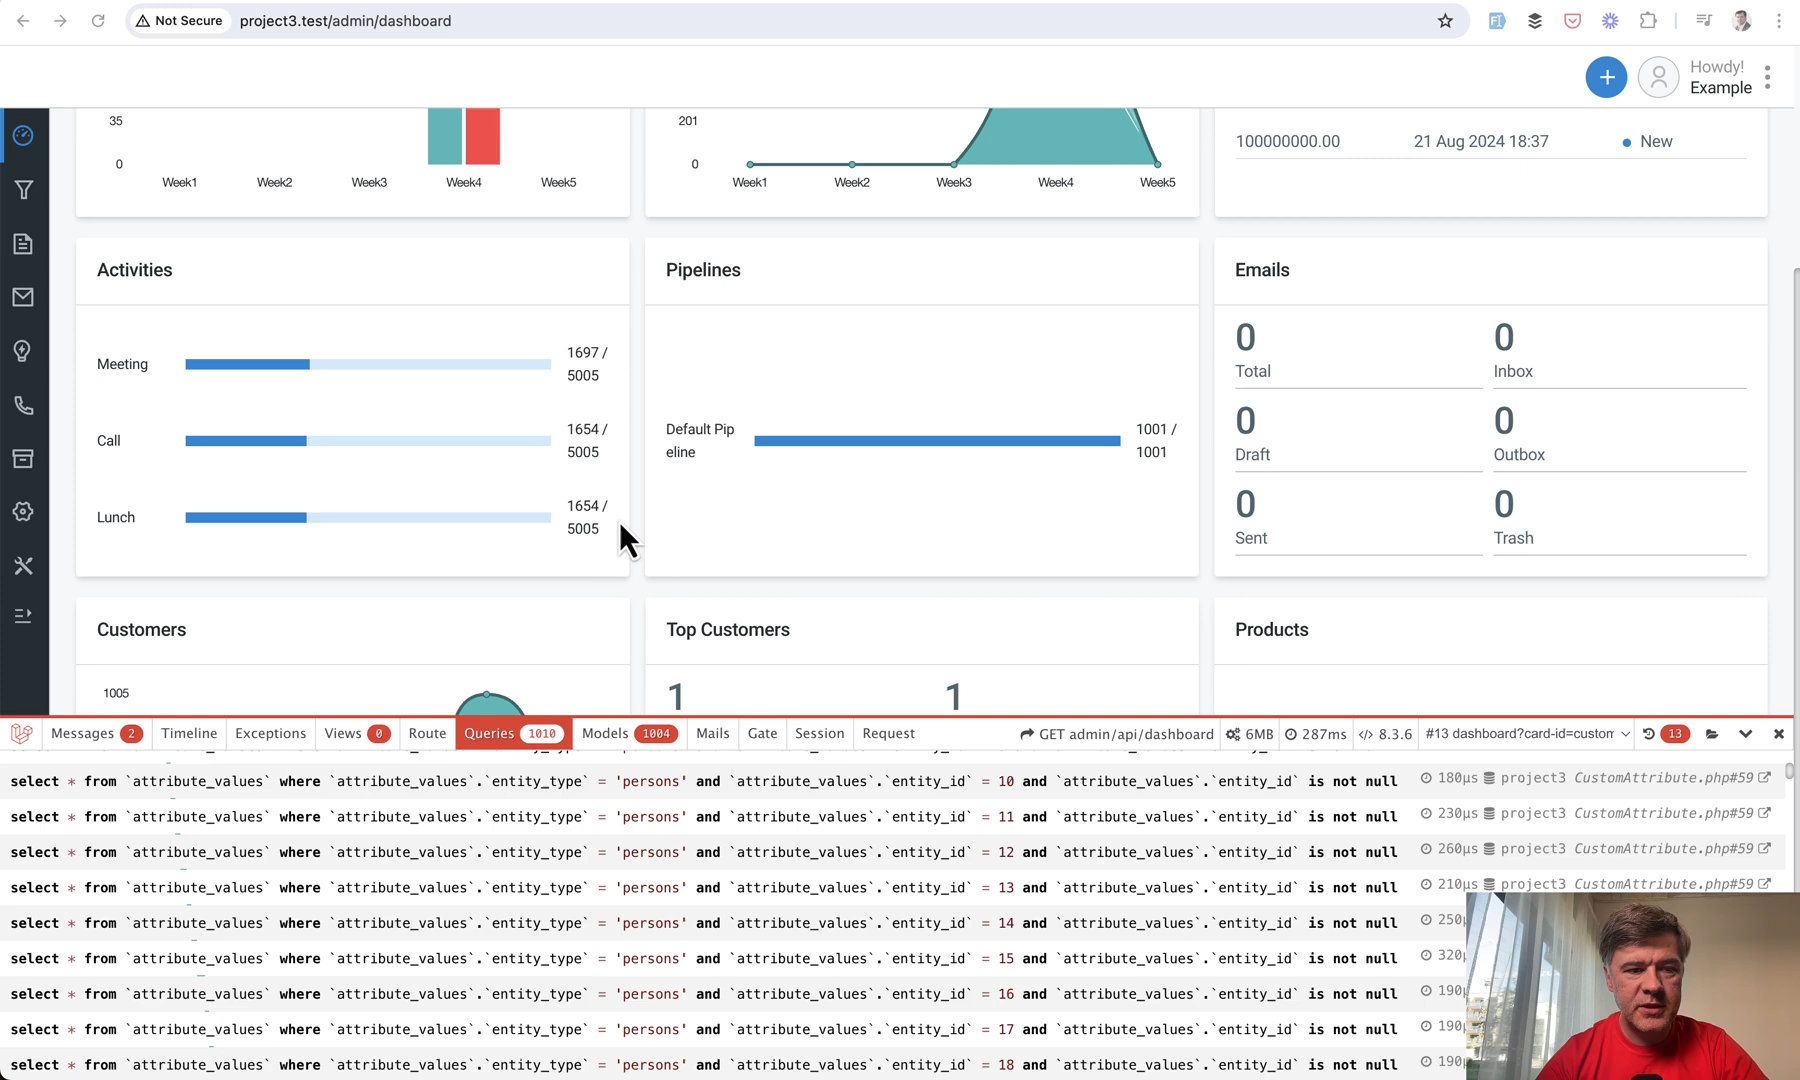 Not Secure project3.test/admin/dashboard
Howdy!
Example
35
0
Week1 Week2 Week3 Week4 Week5
201
0
Week1 Week2 Week3 Week4 Week5
100000000.00 21 Aug 2024 18:37 New
Activities
Meeting 1697 /
5005
Call 1654 /
5005
Lunch 1654 /
5005
Pipelines
Default Pip
eline
1001 /
1001
Emails
0 0
Total Inbox
0 0
Draft Outbox
0 0
Sent Trash
Customers
1005
Top Customers
1 1
Products
Messages 2 Timeline Exceptions Views 0 Route Queries 1010 Models 1004 Mails Gate Session Request GET admin/api/dashboard 6MB 287ms 8.3.6 #13 dashboard?card-id=custom 13
select * from `attribute_values` where `attribute_values`.`entity_type` = 'persons' and `attribute_values`.`entity_id` = 10 and `attribute_values`.`entity_id` is not null 180μs project3 CustomAttribute.php#59
select * from `attribute_values` where `attribute_values`.`entity_type` = 'persons' and `attribute_values`.`entity_id` = 11 and `attribute_values`.`entity_id` is not null 230μs project3 CustomAttribute.php#59
select * from `attribute_values` where `attribute_values`.`entity_type` = 'persons' and `attribute_values`.`entity_id` = 12 and `attribute_values`.`entity_id` is not null 260μs project3 CustomAttribute.php#59
select * from `attribute_values` where `attribute_values`.`entity_type` = 'persons' and `attribute_values`.`entity_id` = 13 and `attribute_values`.`entity_id` is not null 210μs project3 CustomAttribute.php#59
select * from `attribute_values` where `attribute_values`.`entity_type` = 'persons' and `attribute_values`.`entity_id` = 14 and `attribute_values`.`entity_id` is not null 250μ
select * from `attribute_values` where `attribute_values`.`entity_type` = 'persons' and `attribute_values`.`entity_id` = 15 and `attribute_values`.`entity_id` is not null 320μ
select * from `attribute_values` where `attribute_values`.`entity_type` = 'persons' and `attribute_values`.`entity_id` = 16 and `attribute_values`.`entity_id` is not null 190μ
select * from `attribute_values` where `attribute_values`.`entity_type` = 'persons' and `attribute_values`.`entity_id` = 17 and `attribute_values`.`entity_id` is not null 190μ
select * from `attribute_values` where `attribute_values`.`entity_type` = 'persons' and `attribute_values`.`entity_id` = 18 and `attribute_values`.`entity_id` is not null 190μ